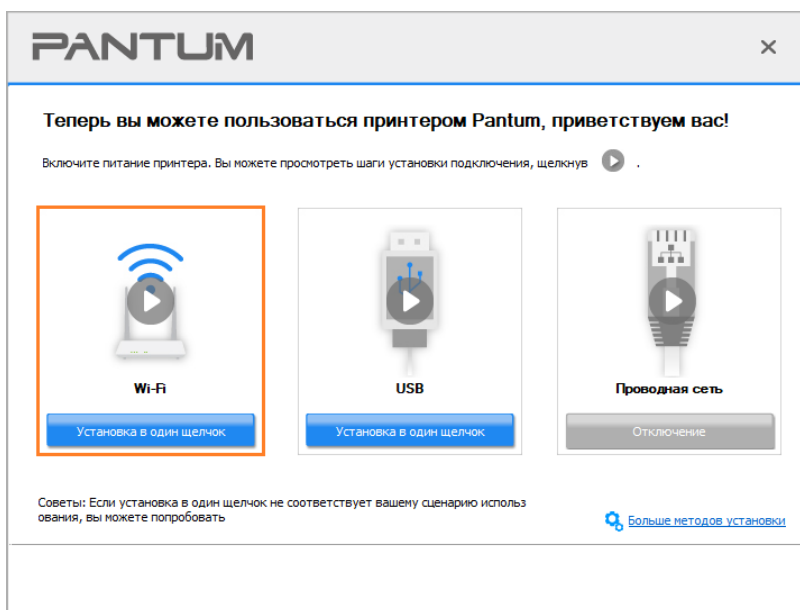 PANTUM
Теперь вы можете пользоваться принтером Pantum, приветствуем вас!
Включите питание принтера. Вы можете просмотреть шаги установки подключения, щелкнув .
Wi-Fi
Установка в один щелчок
USB
Установка в один щелчок
Проводная сеть
Отключение
Советы: Если установка в один щелчок не соответствует вашему сценарию использ
ования, вы можете попробовать
Больше методов установки